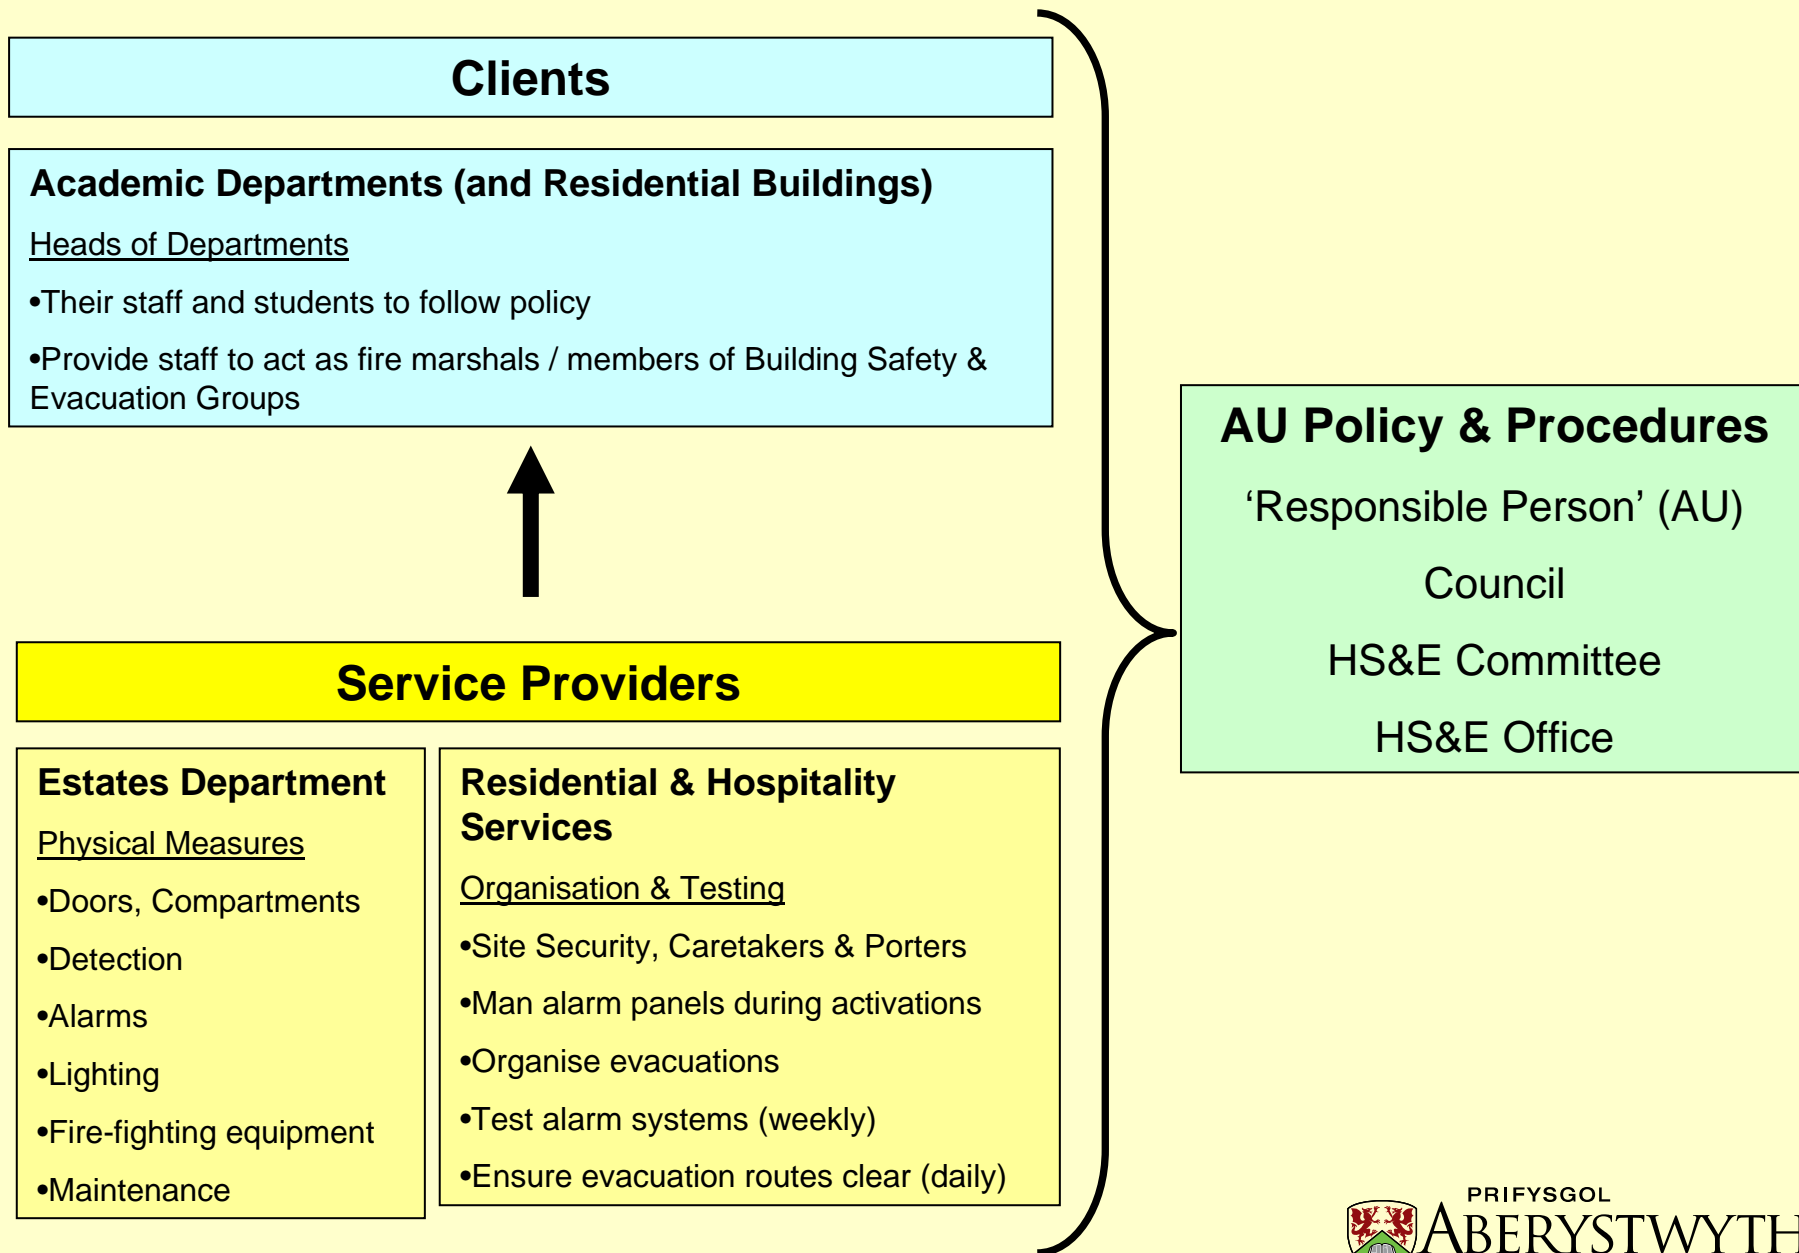 Clients
Academic Departments (and Residential Buildings)
Heads of Departments
•Their staff and students to follow policy
•Provide staff to act as fire marshals / members of Building Safety &
Evacuation Groups
Service Providers
Estates Department
Physical Measures
•Doors, Compartments
•Detection
•Alarms
•Lighting
•Fire-fighting equipment
•Maintenance
Residential & Hospitality
Services
Organisation & Testing
•Site Security, Caretakers & Porters
•Man alarm panels during activations
•Organise evacuations
•Test alarm systems (weekly)
•Ensure evacuation routes clear (daily)
AU Policy & Procedures
‘Responsible Person’ (AU)
Council
HS&E Committee
HS&E Office
PRIFYSGOL
ABERYSTWYTH